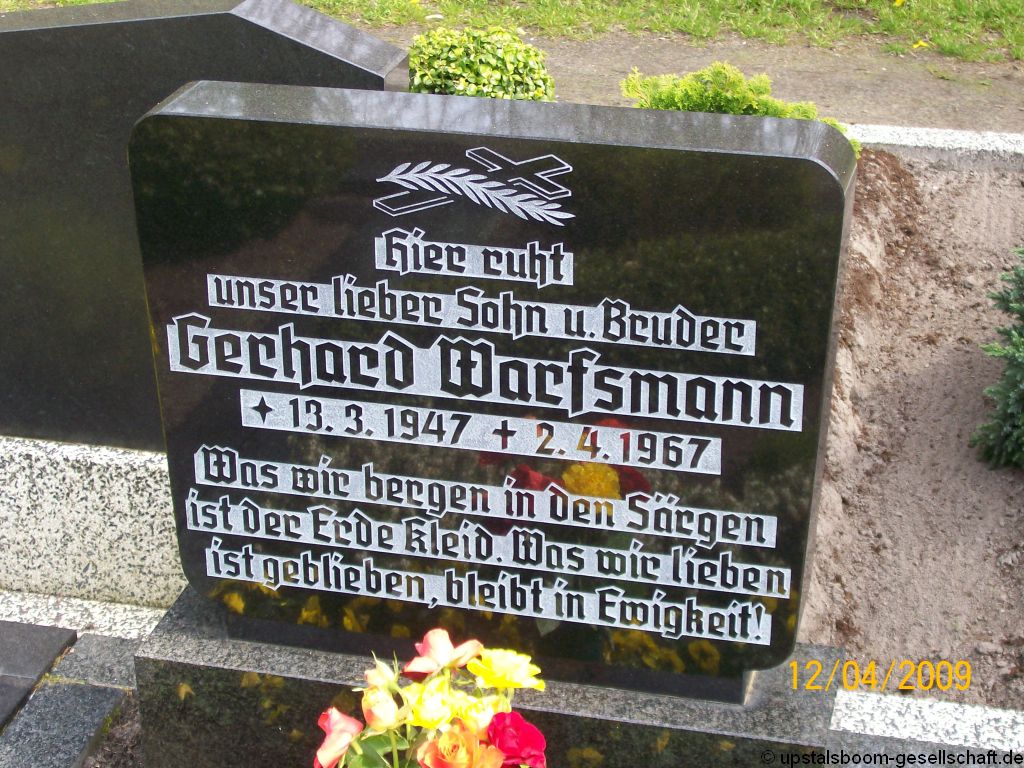 Hier ruht
unser lieber Sohn u. Bruder
Gerhard Warfsmann
✦ 13. 3. 1947 + 2. 4. 1967
Was wir bergen in den Särgen
ist der Erde Kleid. Was wir lieben
ist geblieben, bleibt in Ewigkeit!
12/04/2009
© upstalsboom-gesellschaft.de